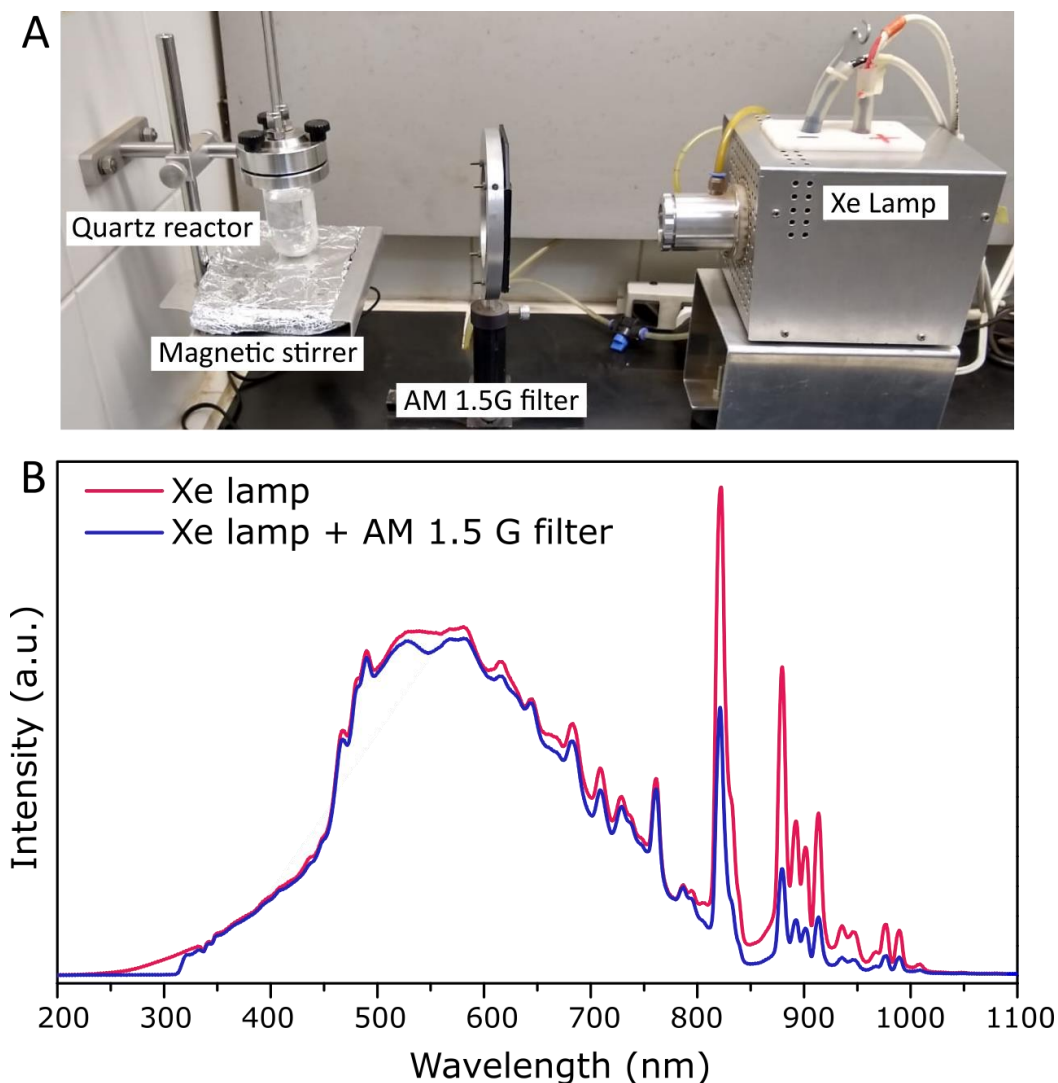 A
Quartz reactor
Magnetic stirrer
AM 1.5G filter
Xe Lamp
− +
B
Xe lamp
Xe lamp + AM 1.5 G filter
Intensity (a.u.)
200 300 400 500 600 700 800 900 1000 1100
Wavelength (nm)